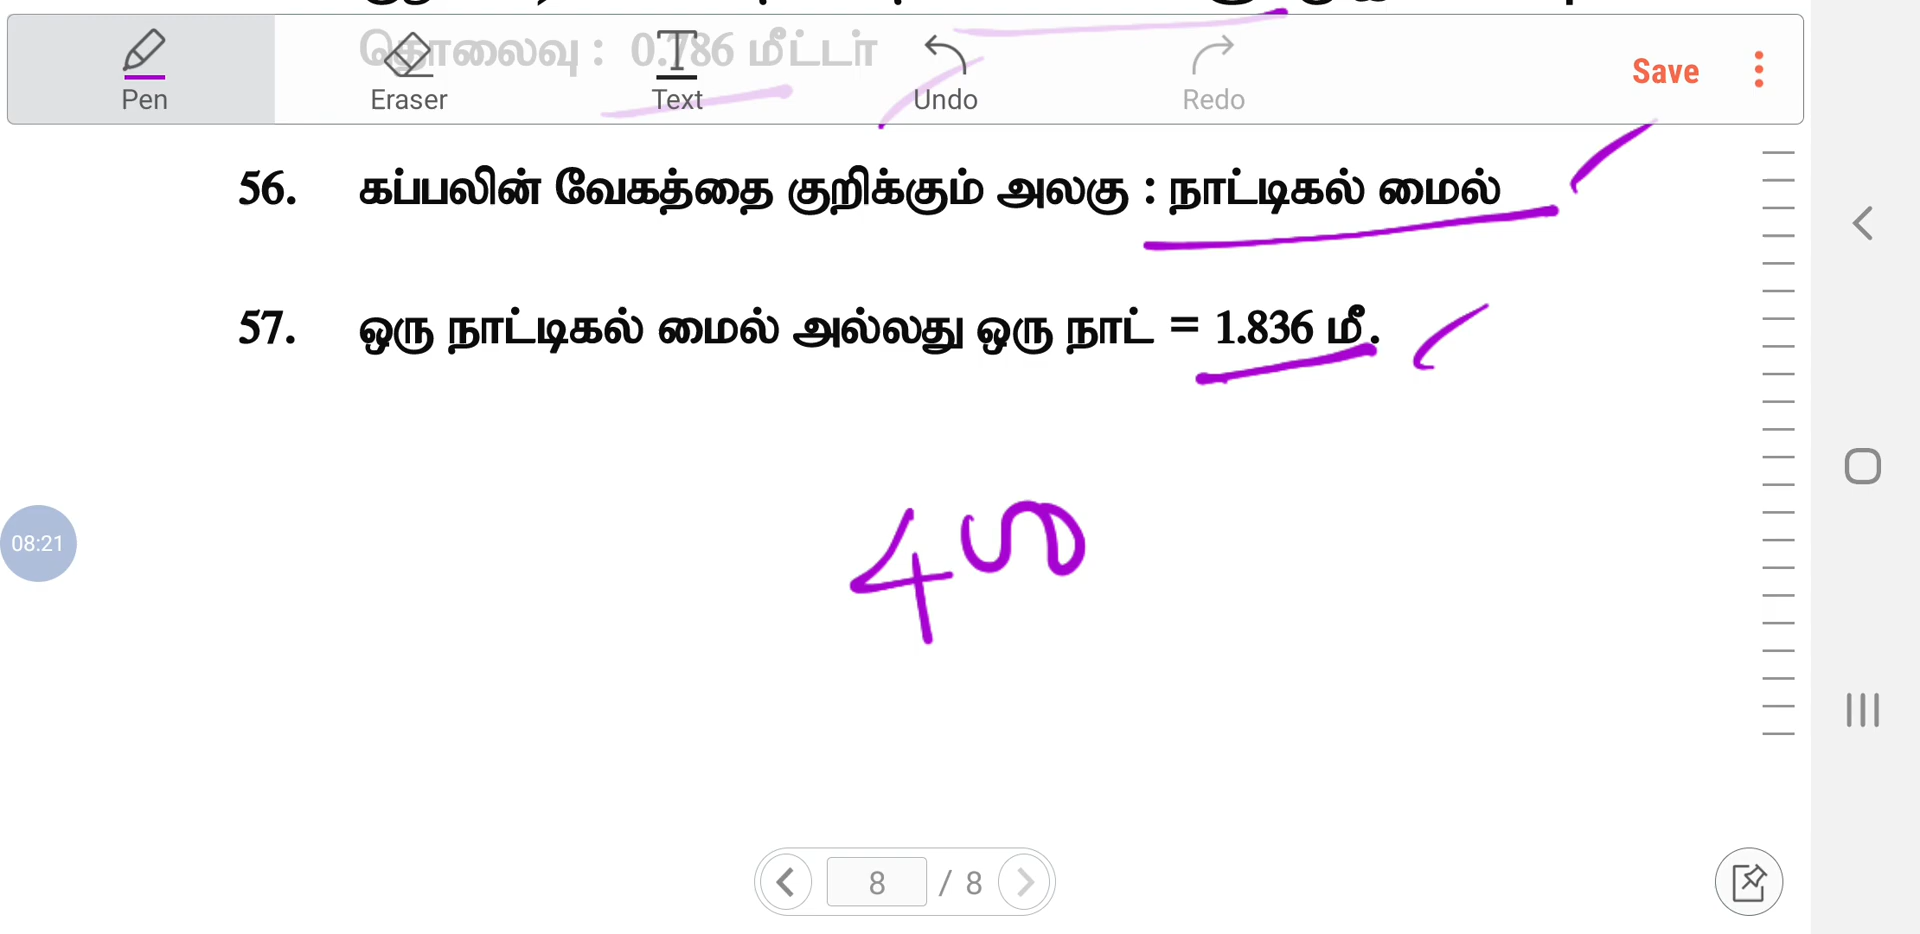 தொலைவு : 0.786 மீட்டர்
Pen Eraser Text Undo Redo Save
56. கப்பலின் வேகத்தை குறிக்கும் அலகு : நாட்டிகல் மைல்
57. ஒரு நாட்டிகல் மைல் அல்லது ஒரு நாட் = 1.836 மீ.
08:21
8 / 8